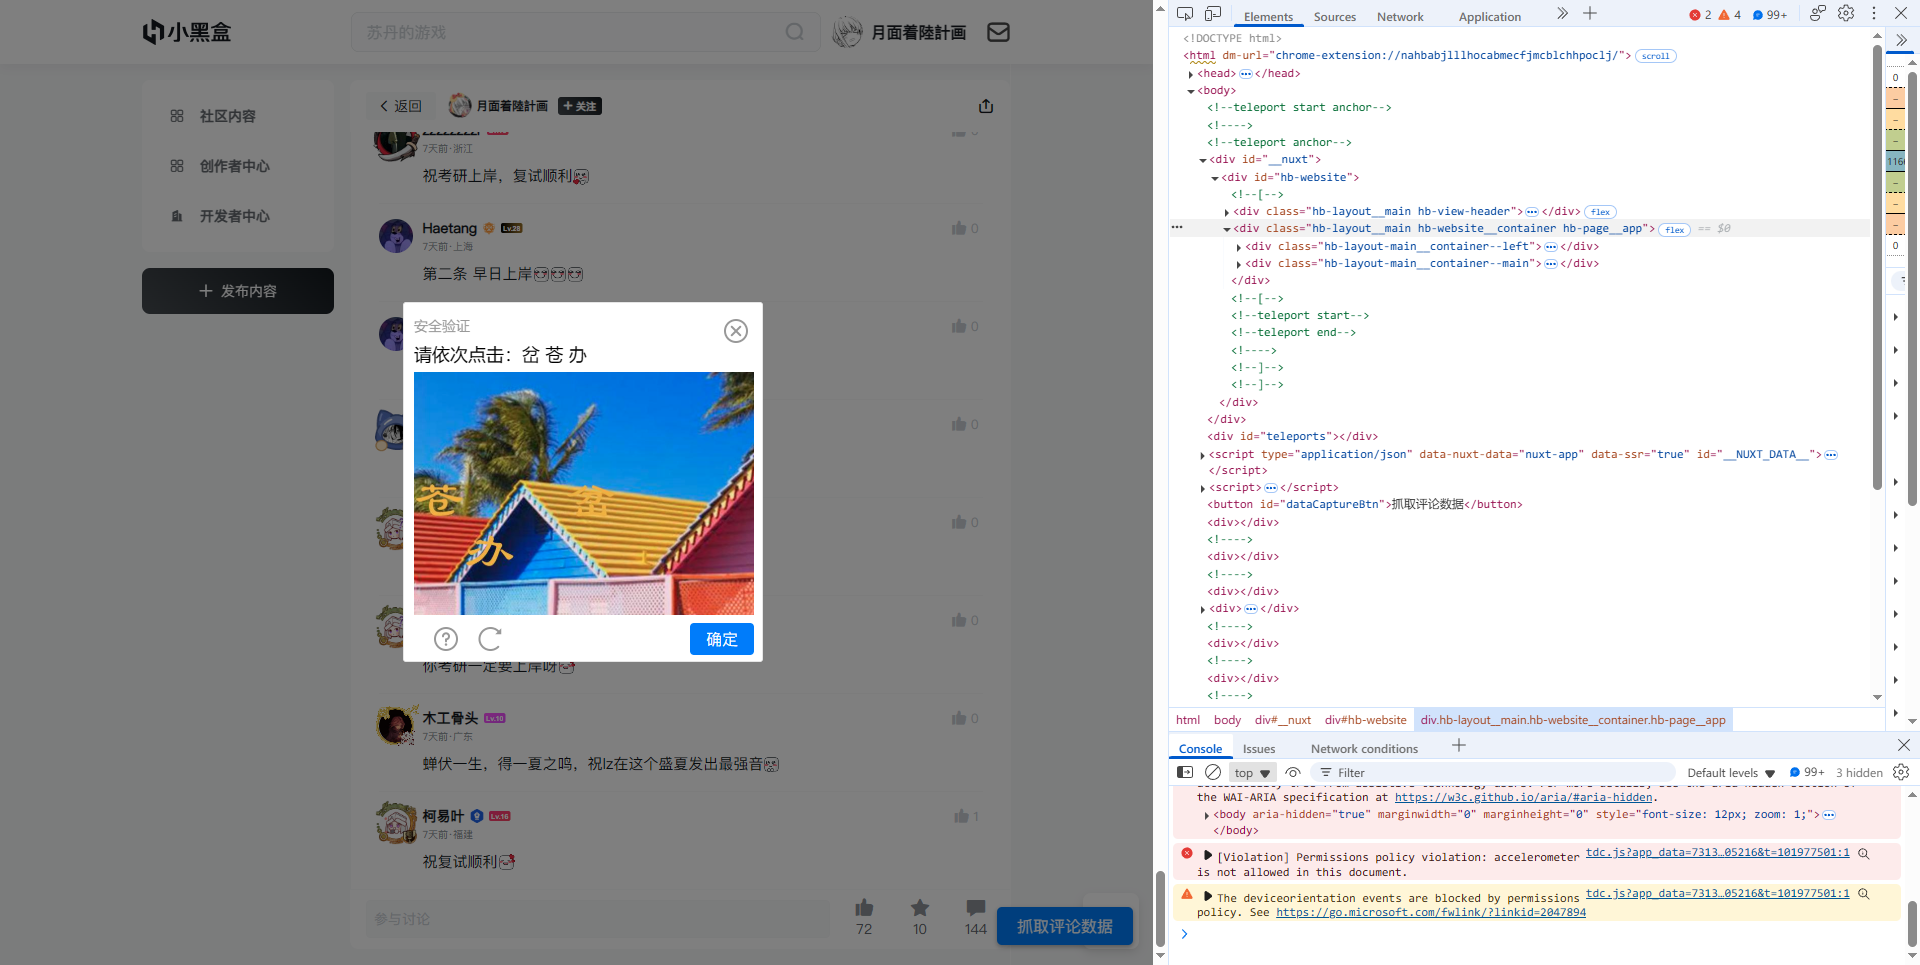 小黑盒
苏丹的游戏
月面着陸計画
社区内容
创作者中心
开发者中心
+ 发布内容
返回
月面着陸計画
+ 关注
7天前·浙江
祝考研上岸，复试顺利
Haetang Lv.28
0
7天前·上海
第二条 早日上岸
0
0
0
0
你考研一定要上岸呀
木工骨头 Lv.10
0
7天前·广东
蝉伏一生，得一夏之鸣，祝lz在这个盛夏发出最强音
柯易叶 Lv.16
1
7天前·福建
祝复试顺利
参与讨论
72
10
144
抓取评论数据
安全验证
请依次点击：岔 苍 办
苍
岔
办
确定
Elements
Sources
Network
Application
2
4
99+
<!DOCTYPE html>
<html dm-url="chrome-extension://nahbabjlllhocabmecfjmcblchhpoclj/"> scroll
<head> </head>
<body>
<!--teleport start anchor-->
<!---->
<!--teleport anchor-->
<div id="__nuxt">
<div id="hb-website">
<!--[-->
<div class="hb-layout__main hb-view-header"> </div> flex
<div class="hb-layout__main hb-website__container hb-page__app"> flex == $0
<div class="hb-layout-main__container--left"> </div>
<div class="hb-layout-main__container--main"> </div>
</div>
<!--[-->
<!--teleport start-->
<!--teleport end-->
<!---->
<!--]-->
<!--]-->
</div>
</div>
<div id="teleports"></div>
<script type="application/json" data-nuxt-data="nuxt-app" data-ssr="true" id="__NUXT_DATA__">
</script>
<script> </script>
<button id="dataCaptureBtn">抓取评论数据</button>
<div></div>
<!---->
<div></div>
<!---->
<div></div>
<div> </div>
<!---->
<div></div>
<!---->
<div></div>
<!---->
0
0
html body div#__nuxt div#hb-website div.hb-layout__main.hb-website__container.hb-page__app
Console
Issues
Network conditions
top
Filter
Default levels
99+
3 hidden
the WAI-ARIA specification at https://w3c.github.io/aria/#aria-hidden.
<body aria-hidden="true" marginwidth="0" marginheight="0" style="font-size: 12px; zoom: 1;">
</body>
[Violation] Permissions policy violation: accelerometer tdc.js?app_data=7313…05216&t=101977501:1
is not allowed in this document.
The deviceorientation events are blocked by permissions tdc.js?app_data=7313…05216&t=101977501:1
policy. See https://go.microsoft.com/fwlink/?linkid=2047894